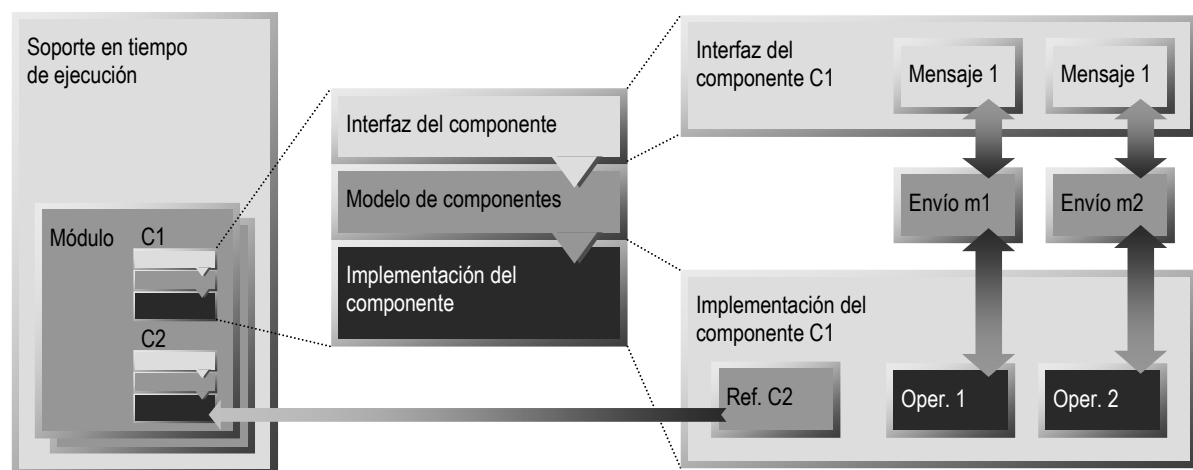 Soporte en tiempo
de ejecución
Módulo
C1
C2
Interfaz del componente
Modelo de componentes
Implementación del
componente
Interfaz del
componente C1
Mensaje 1
Mensaje 1
Envío m1
Envío m2
Implementación del
componente C1
Ref. C2
Oper. 1
Oper. 2